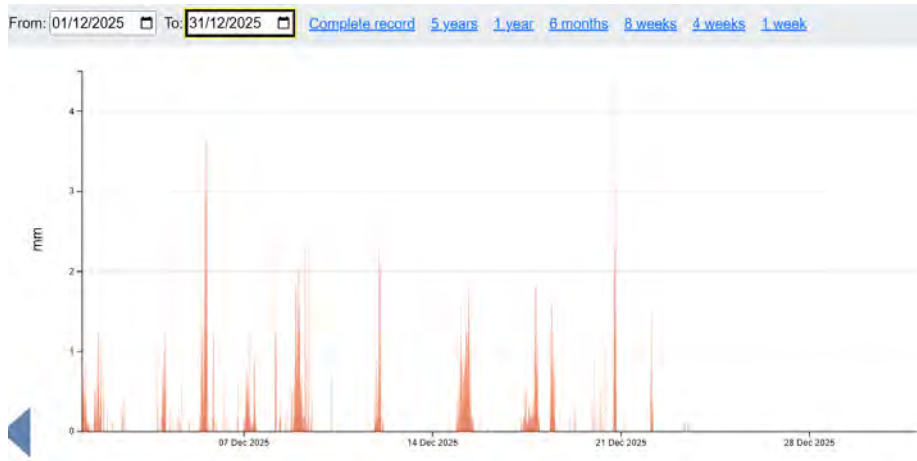 From: 01/12/2025 To: 31/12/2025 Complete record 5 years 1 year 6 months 8 weeks 4 weeks 1 week
4
3
mm
2
1
0
07 Dec 2025 14 Dec 2025 21 Dec 2025 28 Dec 2025